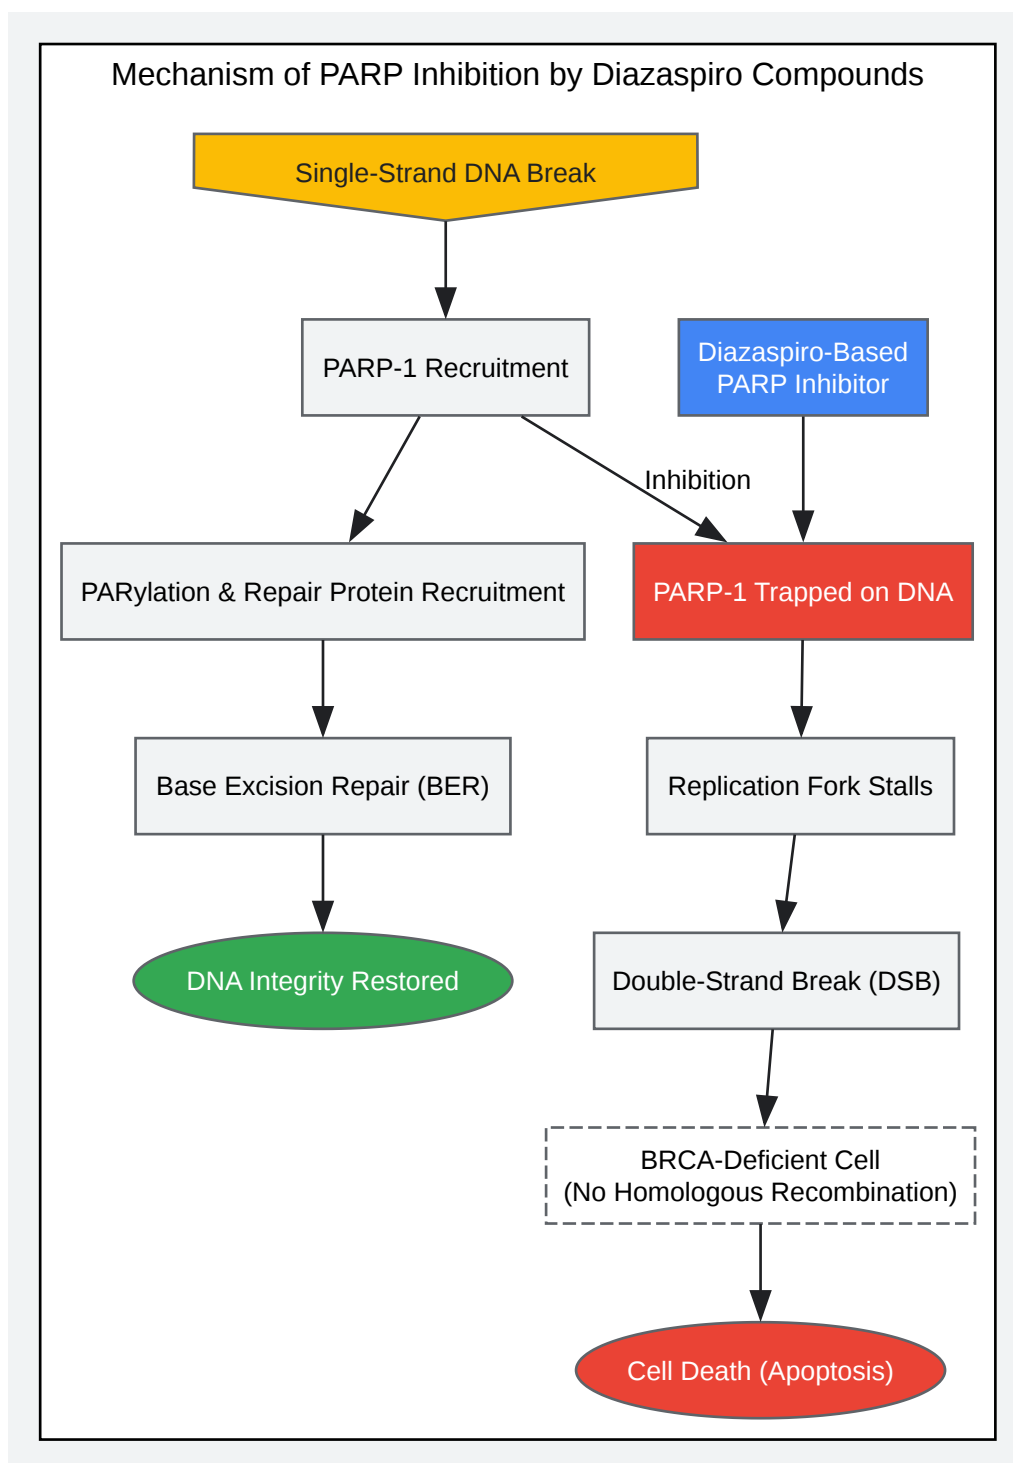 Mechanism of PARP Inhibition by Diazaspiro Compounds
Single-Strand DNA Break
PARP-1 Recruitment
Diazaspiro-Based
PARP Inhibitor
Inhibition
PARylation & Repair Protein Recruitment
PARP-1 Trapped on DNA
Base Excision Repair (BER)
Replication Fork Stalls
DNA Integrity Restored
Double-Strand Break (DSB)
BRCA-Deficient Cell
(No Homologous Recombination)
Cell Death (Apoptosis)